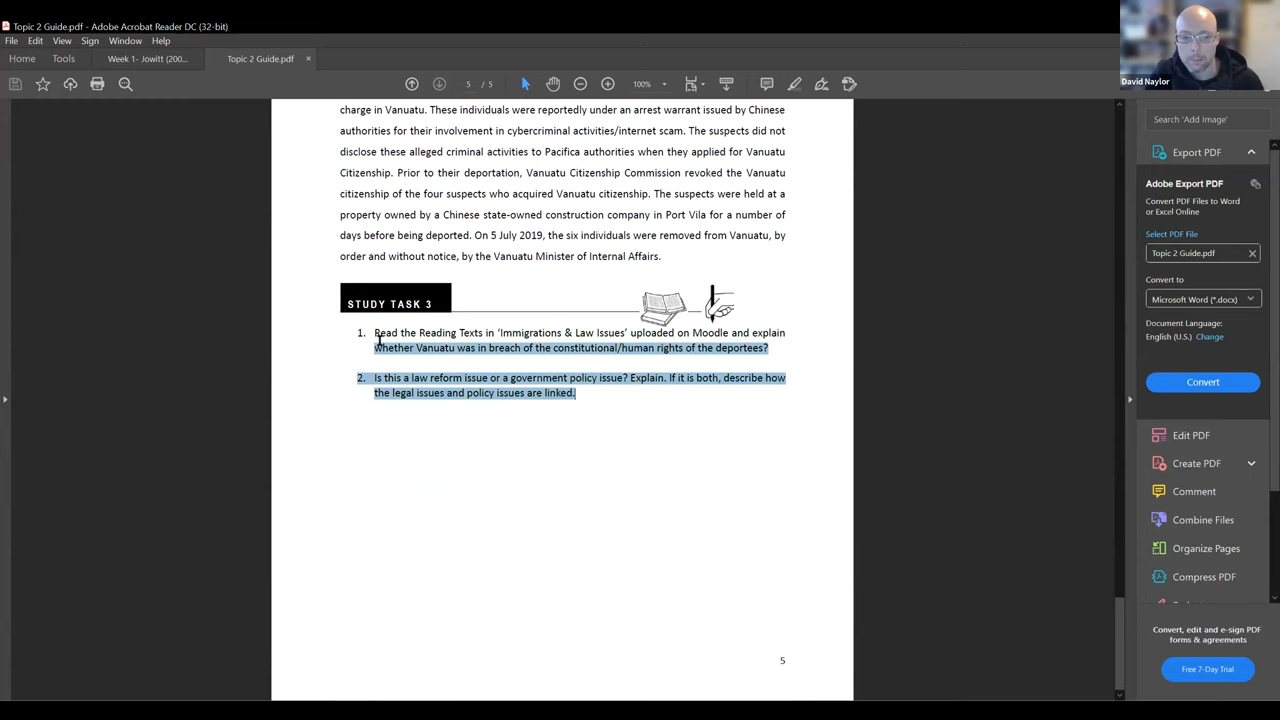 Topic 2 Guide.pdf - Adobe Acrobat Reader DC (32-bit)
File Edit View Sign Window Help
Home Tools Week 1- Jowitt (200... Topic 2 Guide.pdf ×
5 / 5 100%
David Naylor
charge in Vanuatu. These individuals were reportedly under an arrest warrant issued by Chinese
authorities for their involvement in cybercriminal activities/internet scam. The suspects did not
disclose these alleged criminal activities to Pacifica authorities when they applied for Vanuatu
Citizenship. Prior to their deportation, Vanuatu Citizenship Commission revoked the Vanuatu
citizenship of the four suspects who acquired Vanuatu citizenship. The suspects were held at a
property owned by a Chinese state-owned construction company in Port Vila for a number of
days before being deported. On 5 July 2019, the six individuals were removed from Vanuatu, by
order and without notice, by the Vanuatu Minister of Internal Affairs.
STUDY TASK 3
1. Read the Reading Texts in ‘Immigrations & Law Issues’ uploaded on Moodle and explain
whether Vanuatu was in breach of the constitutional/human rights of the deportees?
2. Is this a law reform issue or a government policy issue? Explain. If it is both, describe how
the legal issues and policy issues are linked.
5
Search 'Add Image'
Export PDF
Adobe Export PDF
Convert PDF Files to Word
or Excel Online
Select PDF File
Topic 2 Guide.pdf
Convert to
Microsoft Word (*.docx)
Document Language:
English (U.S.) Change
Convert
Edit PDF
Create PDF
Comment
Combine Files
Organize Pages
Compress PDF
Convert, edit and e-sign PDF
forms & agreements
Free 7-Day Trial